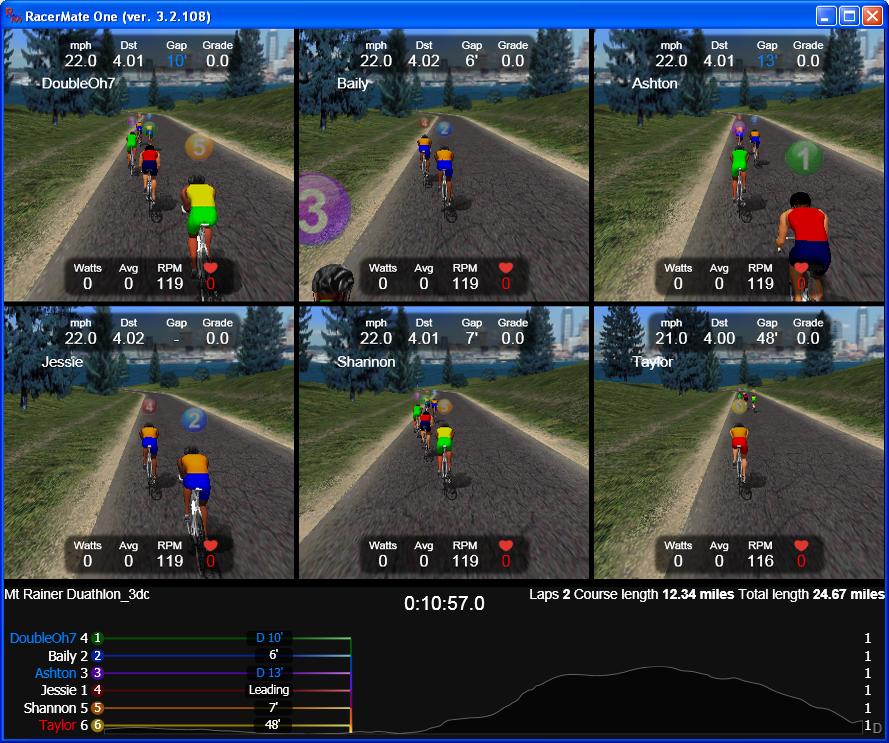 RM RacerMate One (ver. 3.2.108)
mph Dst Gap Grade
22.0 4.01 10' 0.0
DoubleOh7
5
Watts Avg RPM
0 0 119 0
mph Dst Gap Grade
22.0 4.02 6' 0.0
Baily
4 2
3
Watts Avg RPM
0 0 119 0
mph Dst Gap Grade
22.0 4.01 13' 0.0
Ashton
1
Watts Avg RPM
0 0 119 0
mph Dst Gap Grade
22.0 4.02 - 0.0
Jessie
4 2
Watts Avg RPM
0 0 119 0
mph Dst Gap Grade
22.0 4.01 7' 0.0
Shannon
Watts Avg RPM
0 0 119 0
mph Dst Gap Grade
21.0 4.00 48' 0.0
Taylor
Watts Avg RPM
0 0 116 0
Mt Rainer Duathlon_3dc
0:10:57.0
Laps 2 Course length 12.34 miles Total length 24.67 miles
DoubleOh7 4 1 D 10' 1
Baily 2 2 6' 1
Ashton 3 3 D 13' 1
Jessie 1 4 Leading 1
Shannon 5 5 7' 1
Taylor 6 6 48' 1 D